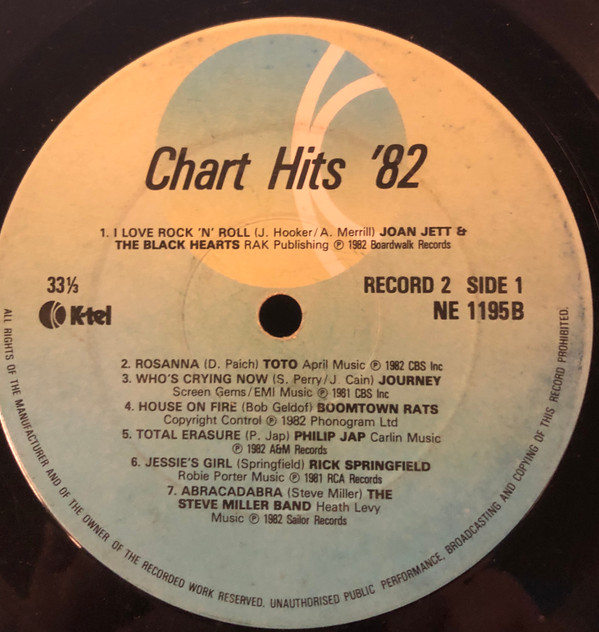 Chart Hits '82
1. I LOVE ROCK 'N' ROLL (J. Hooker/A. Merrill) JOAN JETT &
THE BLACK HEARTS RAK Publishing ℗ 1982 Boardwalk Records
33⅓
K-tel
RECORD 2 SIDE 1
NE 1195B
2. ROSANNA (D. Paich) TOTO April Music ℗ 1982 CBS Inc
3. WHO'S CRYING NOW (S. Perry/J. Cain) JOURNEY
Screen Gems/EMI Music ℗ 1981 CBS Inc
4. HOUSE ON FIRE (Bob Geldof) BOOMTOWN RATS
Copyright Control ℗ 1982 Phonogram Ltd
5. TOTAL ERASURE (P. Jap) PHILIP JAP Carlin Music
℗ 1982 A&M Records
6. JESSIE'S GIRL (Springfield) RICK SPRINGFIELD
Robie Porter Music ℗ 1981 RCA Records
7. ABRACADABRA (Steve Miller) THE
STEVE MILLER BAND Heath Levy
Music ℗ 1982 Sailor Records
ALL RIGHTS OF THE MANUFACTURER AND OF THE OWNER OF THE RECORDED WORK RESERVED. UNAUTHORISED PUBLIC PERFORMANCE, BROADCASTING AND COPYING OF THIS RECORD PROHIBITED.